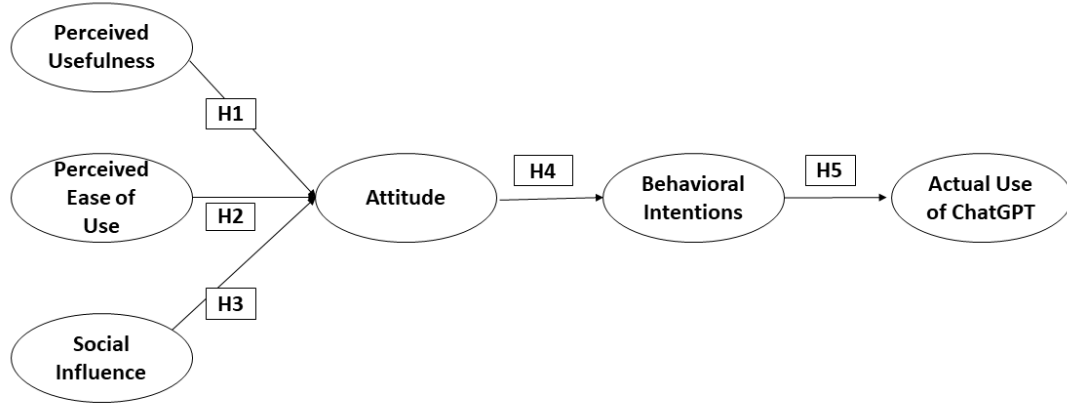 Perceived
Usefulness
H1
Perceived
Ease of
Use
H2
Social
Influence
H3
Attitude
H4
Behavioral
Intentions
H5
Actual Use
of ChatGPT